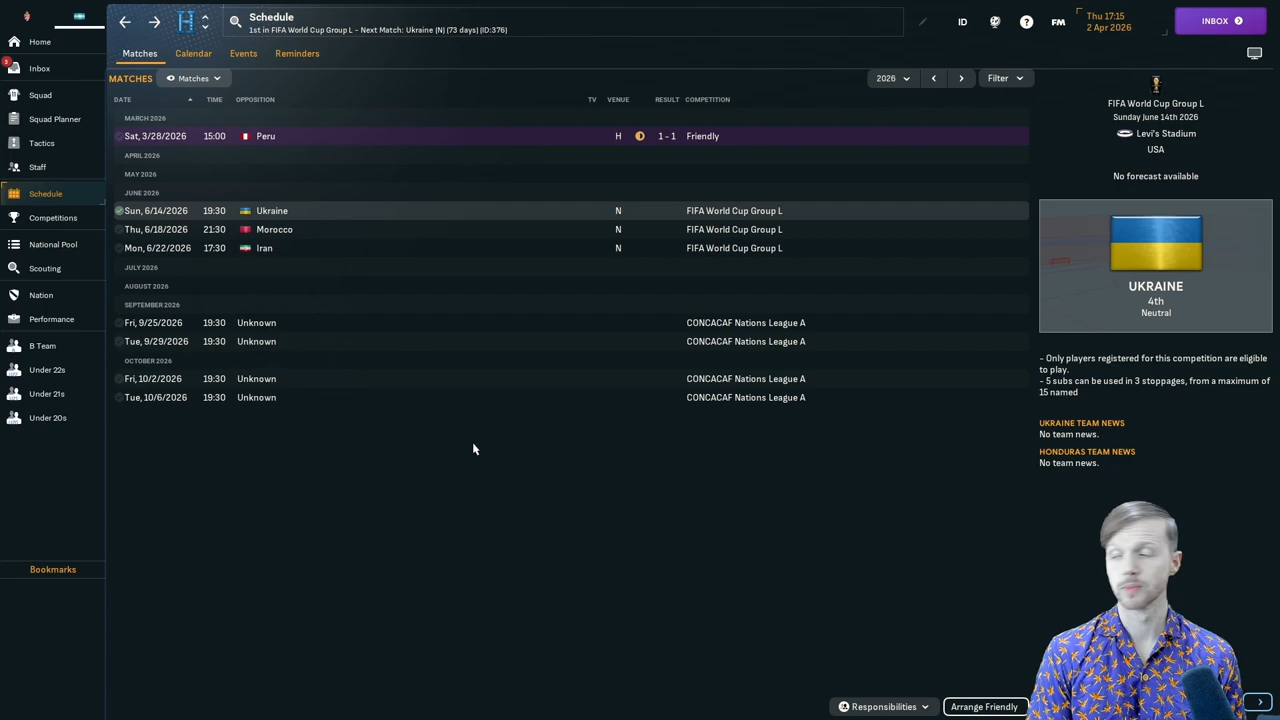 Schedule
1st in FIFA World Cup Group L - Next Match: Ukraine (N) (73 days) (ID:376)
ID
?
FM
Thu 17:15
2 Apr 2026
INBOX
Home
3
Inbox
Squad
Squad Planner
Tactics
Staff
Schedule
Competitions
National Pool
Scouting
Nation
Performance
B Team
Under 22s
Under 21s
Under 20s
Bookmarks
Matches Calendar Events Reminders
MATCHES Matches 2026 Filter
DATE TIME OPPOSITION TV VENUE RESULT COMPETITION
MARCH 2026
Sat, 3/28/2026 15:00 Peru H 1 - 1 Friendly
APRIL 2026
MAY 2026
JUNE 2026
Sun, 6/14/2026 19:30 Ukraine N FIFA World Cup Group L
Thu, 6/18/2026 21:30 Morocco N FIFA World Cup Group L
Mon, 6/22/2026 17:30 Iran N FIFA World Cup Group L
JULY 2026
AUGUST 2026
SEPTEMBER 2026
Fri, 9/25/2026 19:30 Unknown CONCACAF Nations League A
Tue, 9/29/2026 19:30 Unknown CONCACAF Nations League A
OCTOBER 2026
Fri, 10/2/2026 19:30 Unknown CONCACAF Nations League A
Tue, 10/6/2026 19:30 Unknown CONCACAF Nations League A
FIFA World Cup Group L
Sunday June 14th 2026
Levi's Stadium
USA
No forecast available
UKRAINE
4th
Neutral
- Only players registered for this competition are eligible
to play.
- 5 subs can be used in 3 stoppages, from a maximum of
15 named
UKRAINE TEAM NEWS
No team news.
HONDURAS TEAM NEWS
No team news.
Responsibilities Arrange Friendly